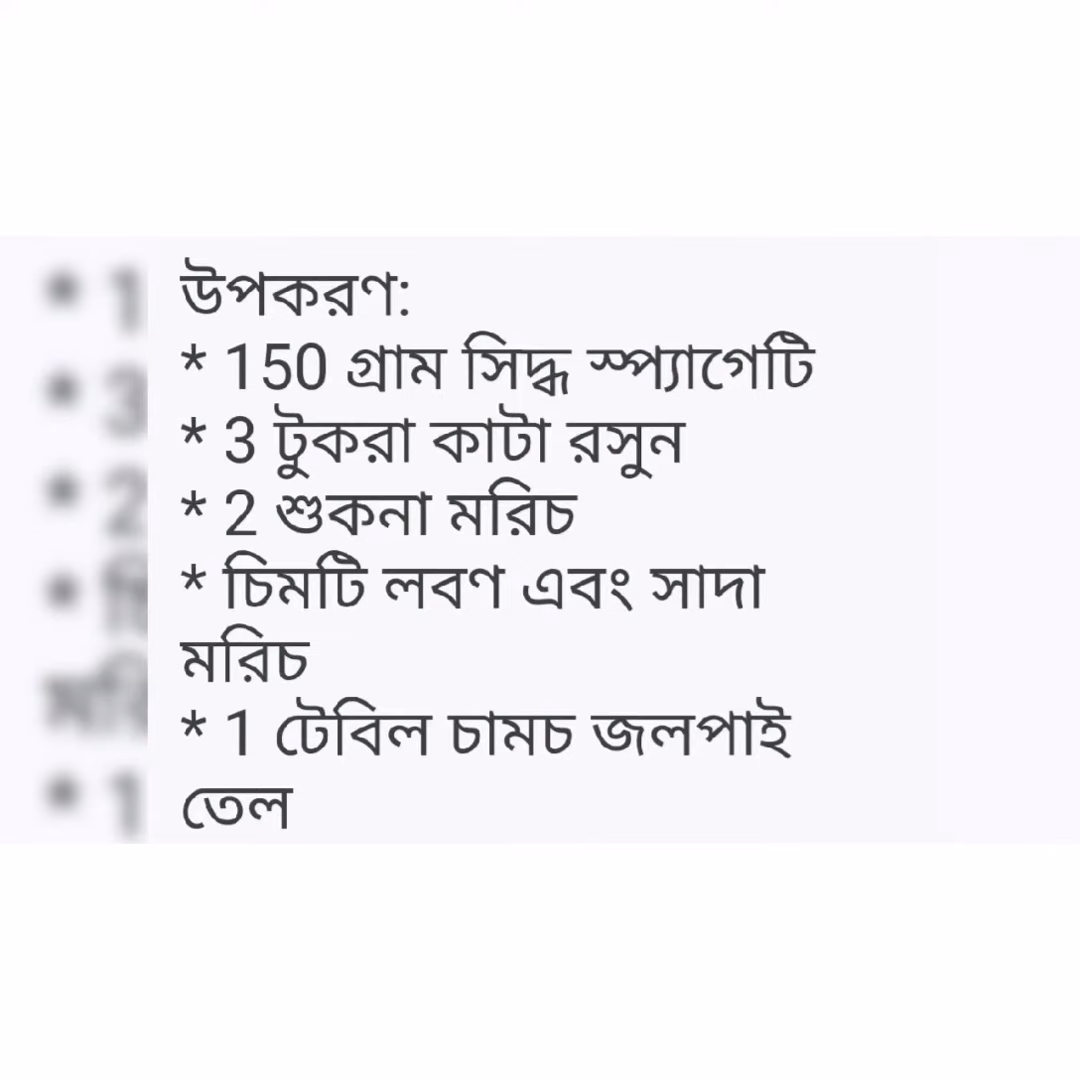 উপকরণ:
* 150 গ্রাম সিদ্ধ স্প্যাগেটি
* 3 টুকরা কাটা রসুন
* 2 শুকনা মরিচ
* চিমটি লবণ এবং সাদা
মরিচ
* 1 টেবিল চামচ জলপাই
তেল